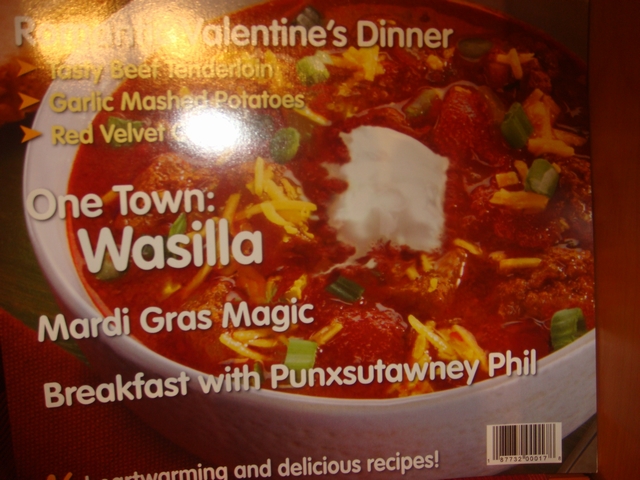 Valentine's Dinner
Tasty Beef Tenderloin
Garlic Mashed Potatoes
Red Velvet
One Town:
Wasilla
Mardi Gras Magic
Breakfast with Punxsutawney Phil
heartwarming and delicious recipes!